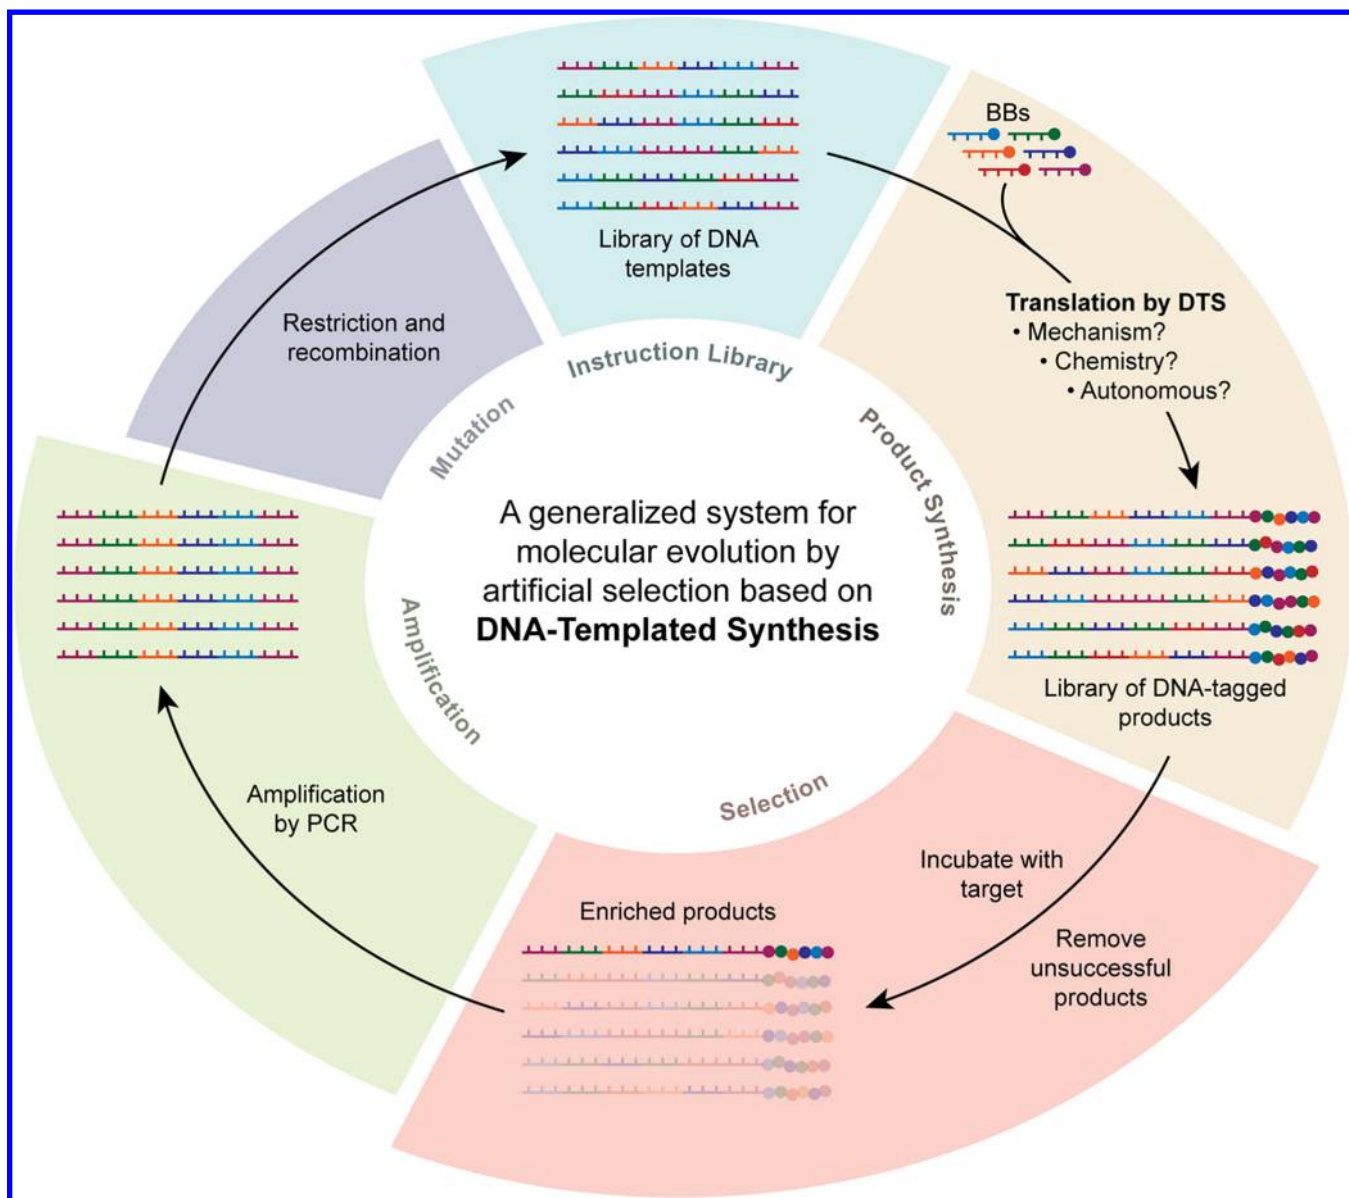 Library of DNA
templates
Instruction Library
BBs
Translation by DTS
• Mechanism?
• Chemistry?
• Autonomous?
Product Synthesis
Library of DNA-tagged
products
Incubate with
target
Remove
unsuccessful
products
Selection
Enriched products
Amplification
by PCR
Amplification
Restriction and
recombination
Mutation
A generalized system for
molecular evolution by
artificial selection based on
DNA-Templated Synthesis